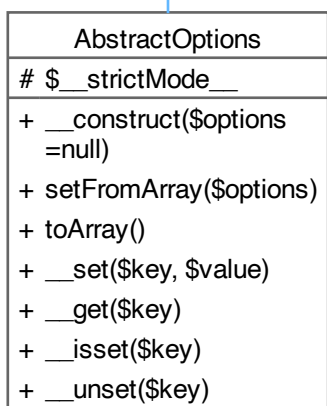 AbstractOptions
# $__strictMode__
+ __construct($options
=null)
+ setFromArray($options)
+ toArray()
+ __set($key, $value)
+ __get($key)
+ __isset($key)
+ __unset($key)